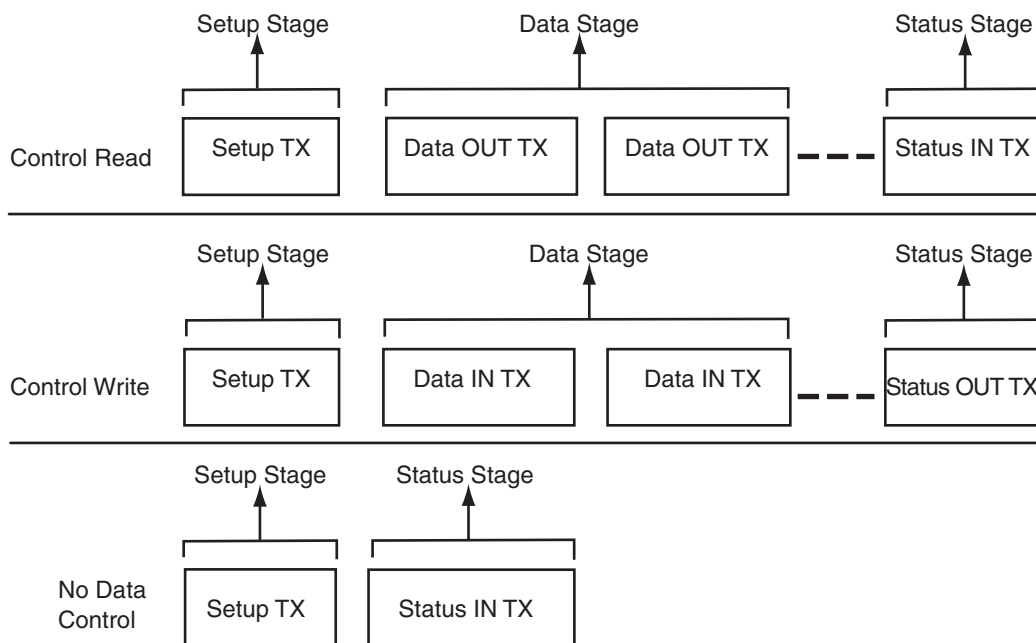 Setup Stage Data Stage Status Stage
Control Read Setup TX Data OUT TX Data OUT TX Status IN TX
Setup Stage Data Stage Status Stage
Control Write Setup TX Data IN TX Data IN TX Status OUT TX
Setup Stage Status Stage
No Data
Control Setup TX Status IN TX